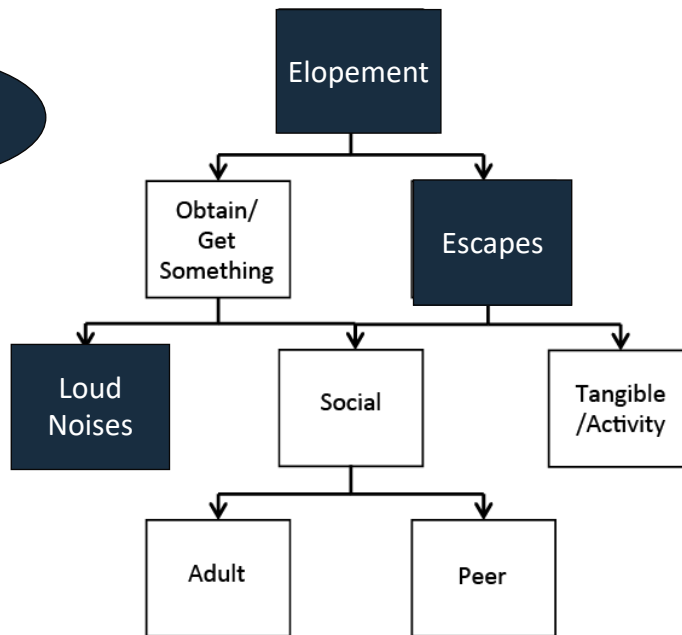 Elopement
Obtain/
Get
Something
Escapes
Loud
Noises
Social
Tangible
/Activity
Adult
Peer